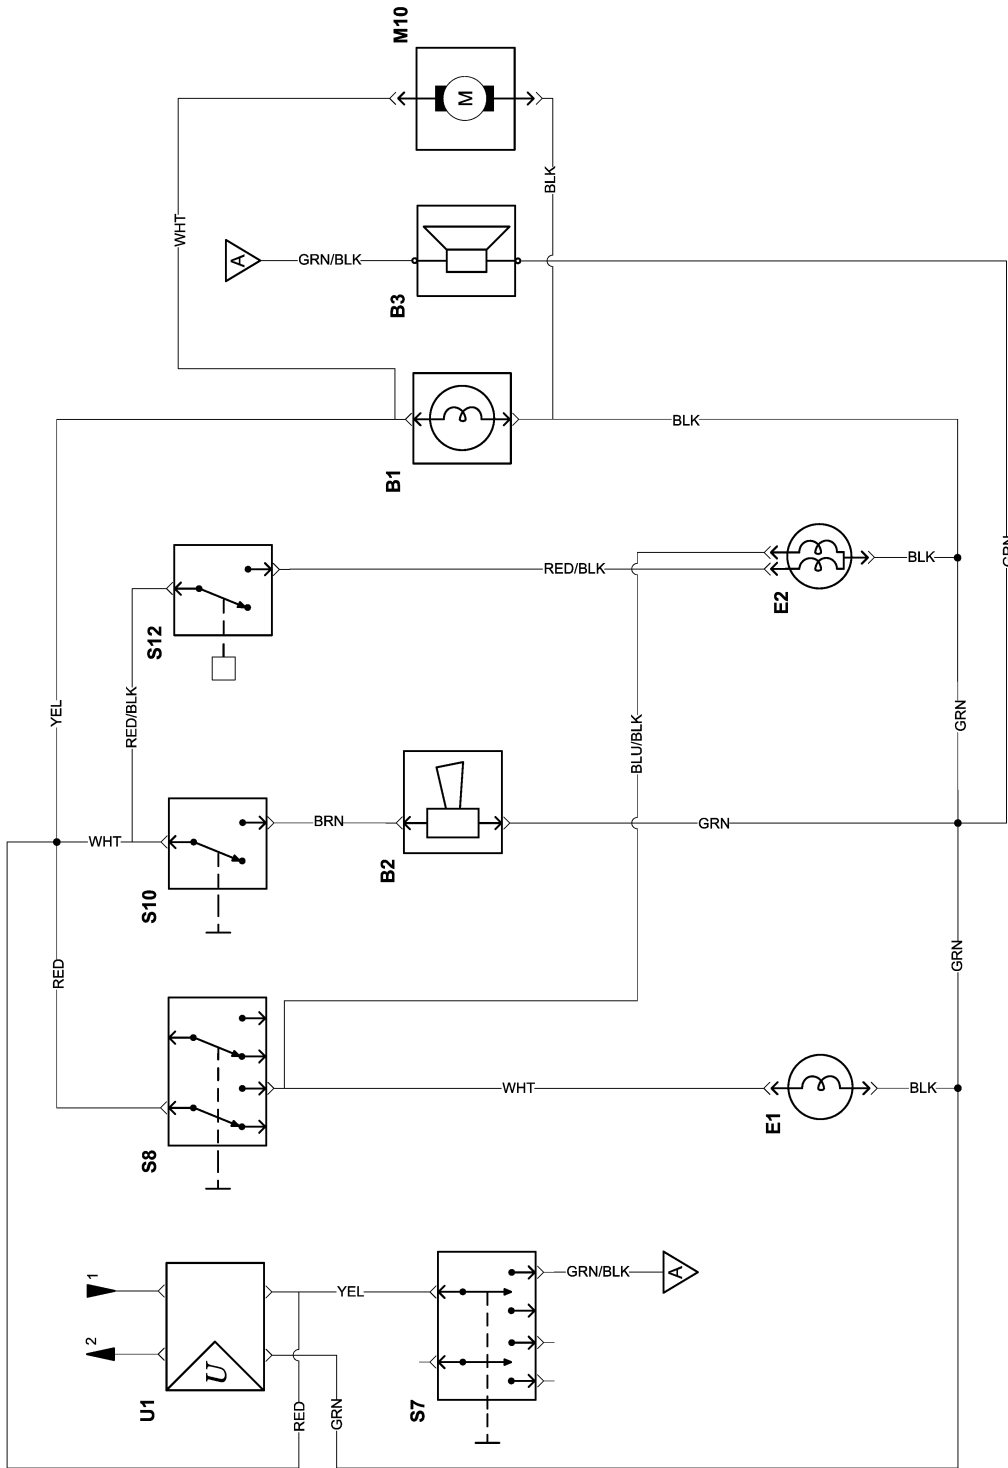 M10
M
WHT
BLK
A
GRN/BLK
B3
B1
BLK
S12
RED/BLK
E2
BLK
GRN
YEL
RED/BLK
BLU/BLK
GRN
WHT
S10
BRN
B2
GRN
RED
GRN
S8
WHT
E1
BLK
1
2
U
U1
YEL
RED
GRN
S7
GRN/BLK
A